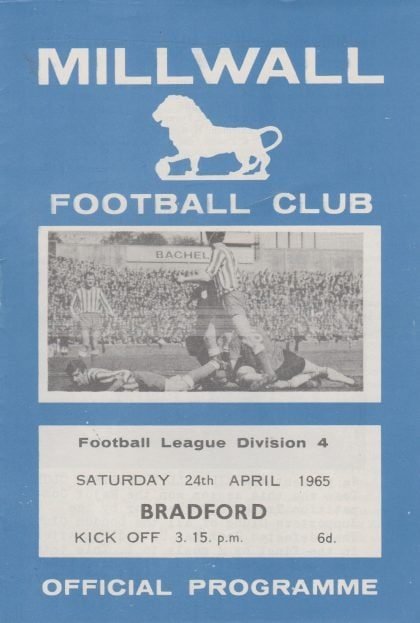 MILLWALL
FOOTBALL CLUB
BACHEL
Football League Division 4
SATURDAY 24th APRIL 1965
BRADFORD
KICK OFF 3. 15. p.m. 6d.
OFFICIAL PROGRAMME